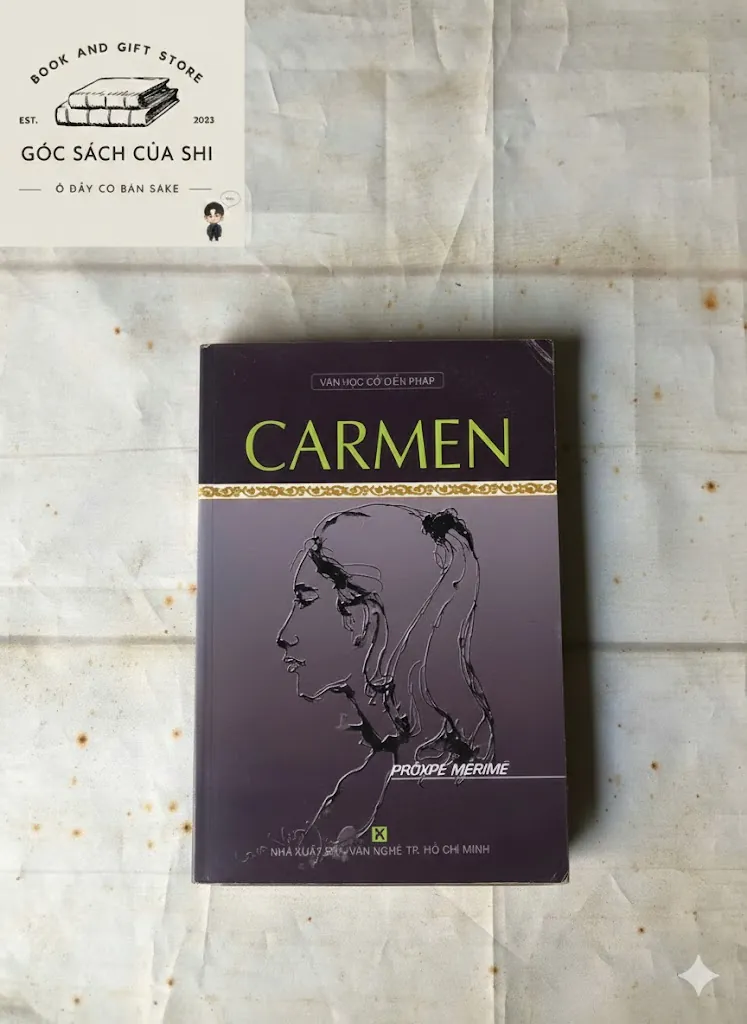 BOOK AND GIFT STORE
EST. 2023
GÓC SÁCH CỦA SHI
Ở ĐÂY CO BÁN SAKE
VĂN HỌC CỔ ĐIỂN PHÁP
CARMEN
PRÔXPE MÊRIMÊ
X
NHÀ XUẤT VĂN NGHỆ TP. HỒ CHÍ MINH